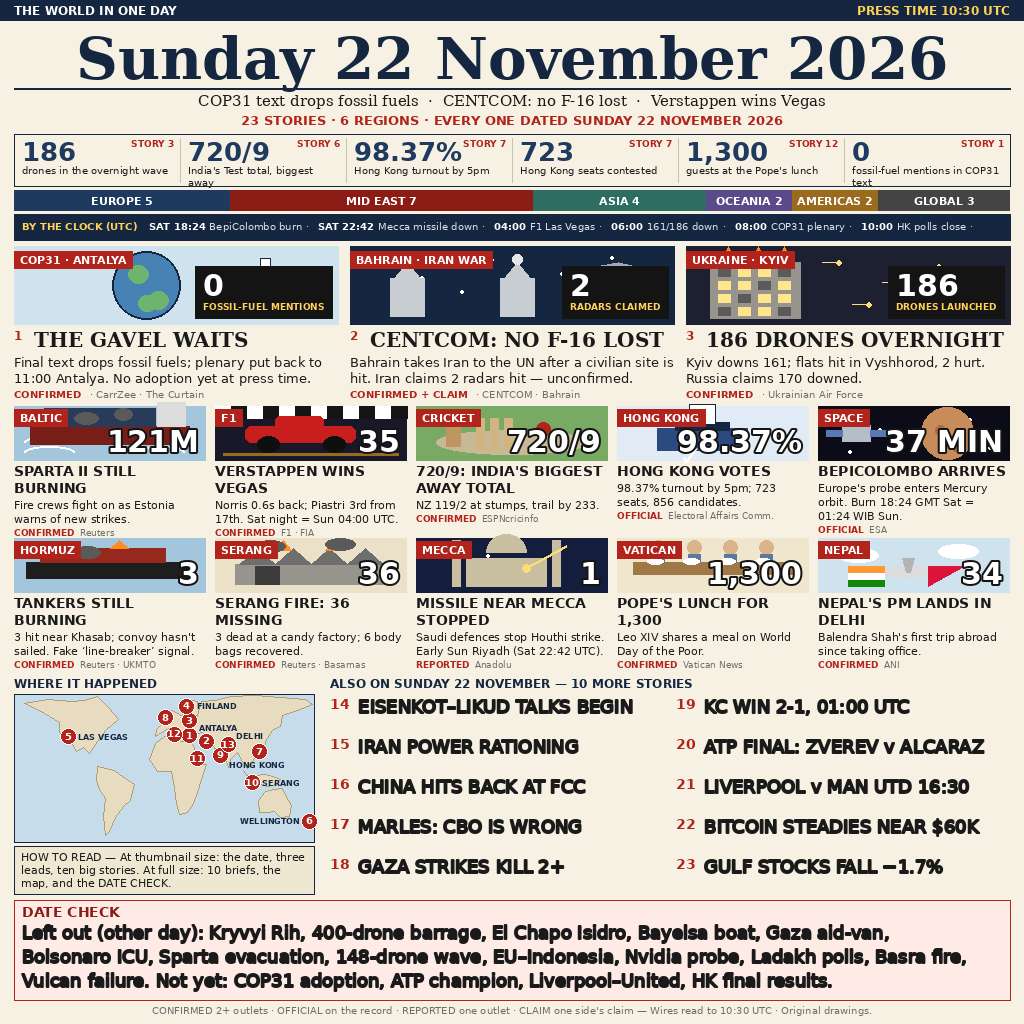 THE WORLD IN ONE DAY
PRESS TIME 10:30 UTC
Sunday 22 November 2026
COP31 text drops fossil fuels · CENTCOM: no F-16 lost · Verstappen wins Vegas
23 STORIES · 6 REGIONS · EVERY ONE DATED SUNDAY 22 NOVEMBER 2026
186 STORY 3
drones in the overnight wave
720/9 STORY 6
India's Test total, biggest
away
98.37% STORY 7
Hong Kong turnout by 5pm
723 STORY 7
Hong Kong seats contested
1,300 STORY 12
guests at the Pope's lunch
0 STORY 1
fossil-fuel mentions in COP31
text
EUROPE 5 MID EAST 7 ASIA 4 OCEANIA 2 AMERICAS 2 GLOBAL 3
BY THE CLOCK (UTC) SAT 18:24 BepiColombo burn · SAT 22:42 Mecca missile down · 04:00 F1 Las Vegas · 06:00 161/186 down · 08:00 COP31 plenary · 10:00 HK polls close ·
COP31 · ANTALYA
0
FOSSIL-FUEL MENTIONS
1 THE GAVEL WAITS
Final text drops fossil fuels; plenary put back to
11:00 Antalya. No adoption yet at press time.
CONFIRMED · CarrZee · The Curtain
BAHRAIN · IRAN WAR
2
RADARS CLAIMED
2 CENTCOM: NO F-16 LOST
Bahrain takes Iran to the UN after a civilian site is
hit. Iran claims 2 radars hit — unconfirmed.
CONFIRMED + CLAIM · CENTCOM · Bahrain
UKRAINE · KYIV
186
DRONES LAUNCHED
3 186 DRONES OVERNIGHT
Kyiv downs 161; flats hit in Vyshhorod, 2 hurt.
Russia claims 170 downed.
CONFIRMED · Ukrainian Air Force
BALTIC
121M
SPARTA II STILL
BURNING
Fire crews fight on as Estonia
warns of new strikes.
CONFIRMED Reuters
F1
35
VERSTAPPEN WINS
VEGAS
Norris 0.6s back; Piastri 3rd from
17th. Sat night = Sun 04:00 UTC.
CONFIRMED F1 · FIA
CRICKET
720/9
720/9: INDIA'S BIGGEST
AWAY TOTAL
NZ 119/2 at stumps, trail by 233.
CONFIRMED ESPNcricinfo
HONG KONG
98.37%
HONG KONG VOTES
98.37% turnout by 5pm; 723
seats, 856 candidates.
OFFICIAL Electoral Affairs Comm.
SPACE
37 MIN
BEPICOLOMBO ARRIVES
Europe's probe enters Mercury
orbit. Burn 18:24 GMT Sat =
01:24 WIB Sun.
OFFICIAL ESA
HORMUZ
3
TANKERS STILL
BURNING
3 hit near Khasab; convoy hasn't
sailed. Fake ‘line-breaker’ signal.
CONFIRMED Reuters · UKMTO
SERANG
36
SERANG FIRE: 36
MISSING
3 dead at a candy factory; 6 body
bags recovered.
CONFIRMED Reuters · Basarnas
MECCA
1
MISSILE NEAR MECCA
STOPPED
Saudi defences stop Houthi strike.
Early Sun Riyadh (Sat 22:42 UTC).
REPORTED Anadolu
VATICAN
1,300
POPE'S LUNCH FOR
1,300
Leo XIV shares a meal on World
Day of the Poor.
CONFIRMED Vatican News
NEPAL
34
NEPAL'S PM LANDS IN
DELHI
Balendra Shah's first trip abroad
since taking office.
CONFIRMED ANI
WHERE IT HAPPENED
4 FINLAND
8
3
ANTALYA
12
1
2
13
DELHI
5 LAS VEGAS
7
9
11
HONG KONG
10 SERANG
WELLINGTON 6
HOW TO READ — At thumbnail size: the date, three
leads, ten big stories. At full size: 10 briefs, the
map, and the DATE CHECK.
ALSO ON SUNDAY 22 NOVEMBER — 10 MORE STORIES
14 EISENKOT–LIKUD TALKS BEGIN
15 IRAN POWER RATIONING
16 CHINA HITS BACK AT FCC
17 MARLES: CBO IS WRONG
18 GAZA STRIKES KILL 2+
19 KC WIN 2-1, 01:00 UTC
20 ATP FINAL: ZVEREV v ALCARAZ
21 LIVERPOOL v MAN UTD 16:30
22 BITCOIN STEADIES NEAR $60K
23 GULF STOCKS FALL −1.7%
DATE CHECK
Left out (other day): Kryvyi Rih, 400-drone barrage, El Chapo Isidro, Bayelsa boat, Gaza aid-van,
Bolsonaro ICU, Sparta evacuation, 148-drone wave, EU–Indonesia, Nvidia probe, Ladakh polls, Basra fire,
Vulcan failure. Not yet: COP31 adoption, ATP champion, Liverpool–United, HK final results.
CONFIRMED 2+ outlets · OFFICIAL on the record · REPORTED one outlet · CLAIM one side's claim — Wires read to 10:30 UTC · Original drawings.